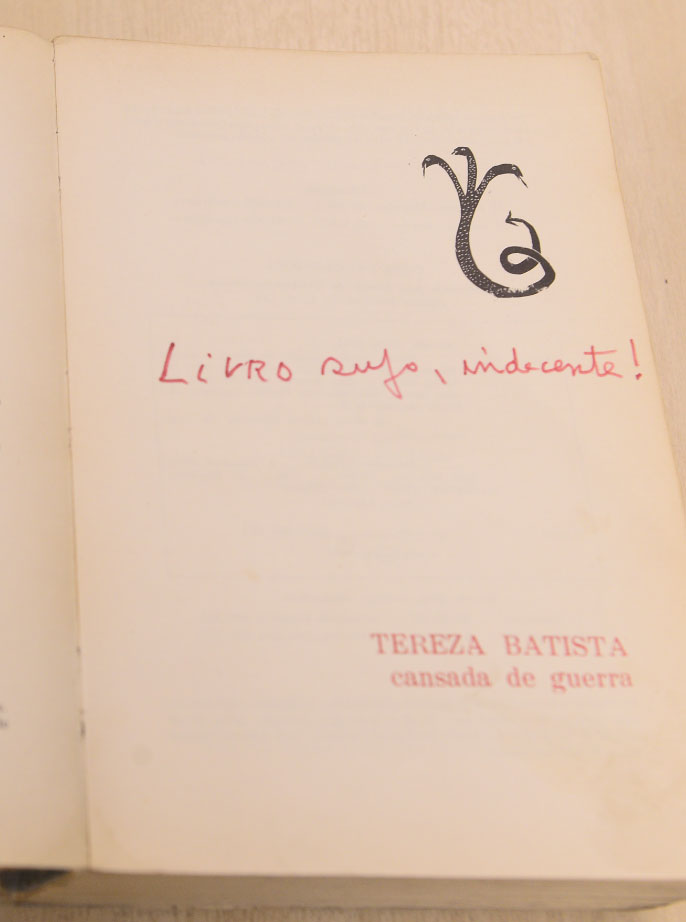 LIVRO sujo, indecente!
TEREZA BATISTA
cansada de guerra